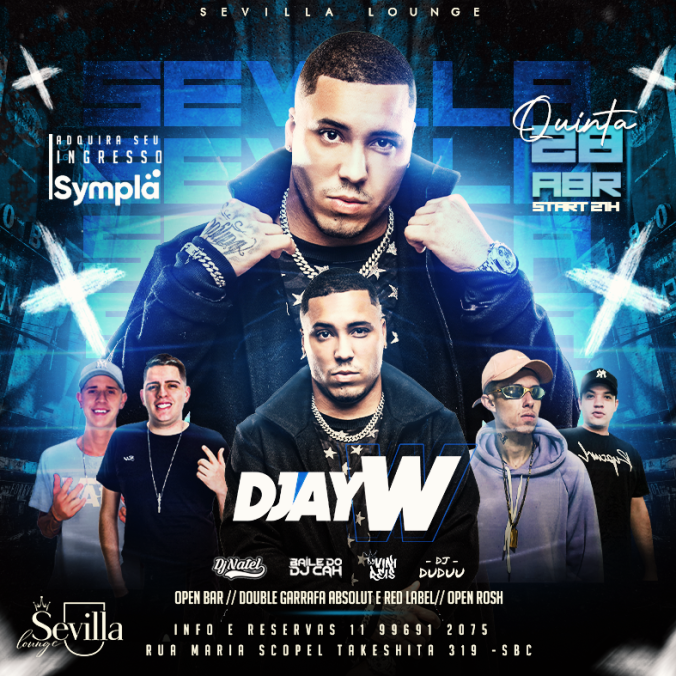 SEVILLA LOUNGE
SEVILLA
ADQUIRA SEU
INGRESSO
Sympla
Quinta
28
ABR
START 21H
DJAY W
Dj Natel
BAILE DO
DJ CAH
DJ VINI
REIS
- DJ -
DUDUU
OPEN BAR // DOUBLE GARRAFA ABSOLUT E RED LABEL// OPEN ROSH
Sevilla
lounge
INFO E RESERVAS 11 99691 2075
RUA MARIA SCOPEL TAKESHITA 319 -SBC